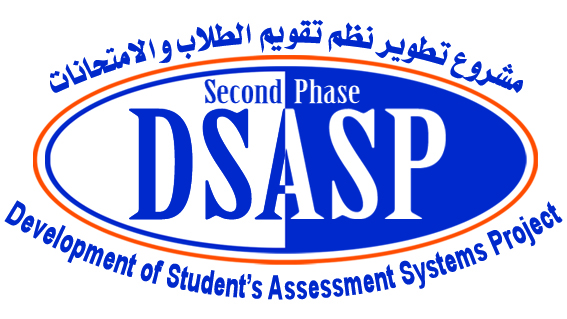 مشروع تطوير نظم تقويم الطلاب والامتحانات
Second Phase
DSASP
Development of Student's Assessment Systems Project